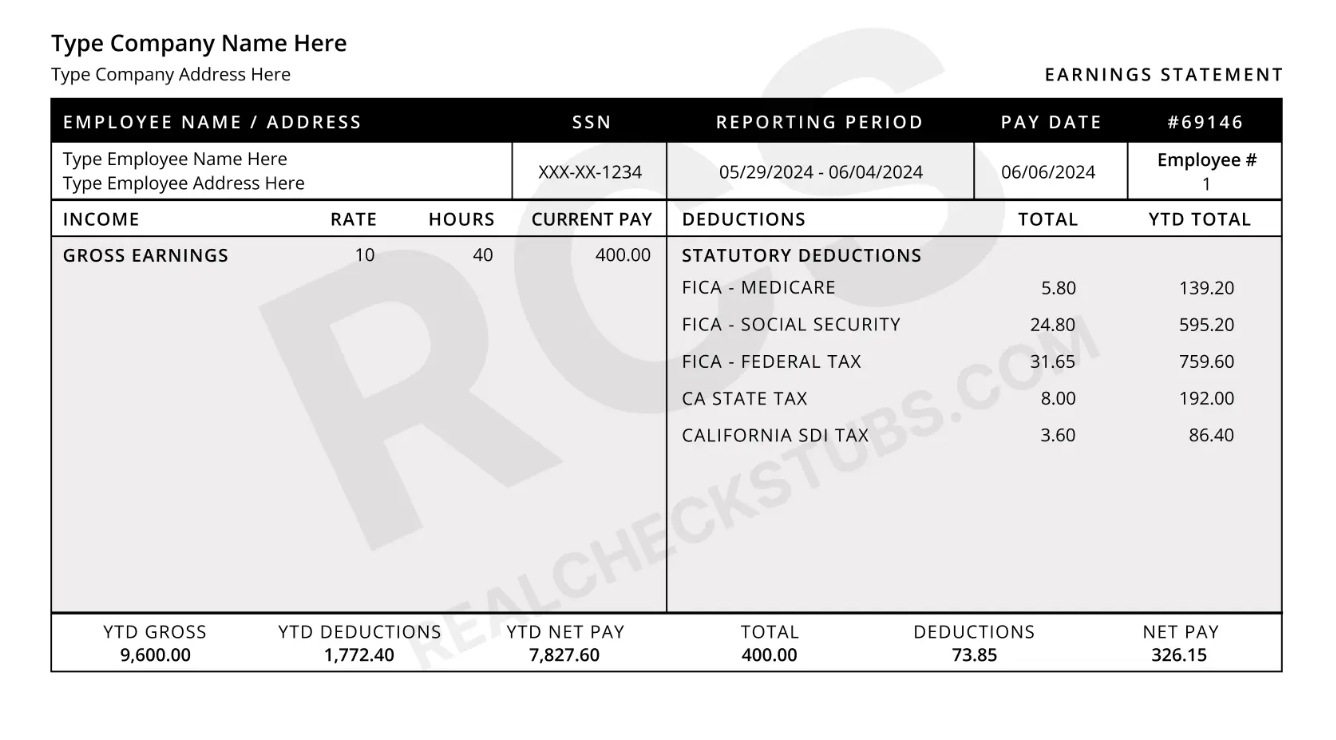 Type Company Name Here
Type Company Address Here
EARNINGS STATEMENT
EMPLOYEE NAME / ADDRESS SSN REPORTING PERIOD PAY DATE #69146
Type Employee Name Here
Type Employee Address Here
XXX-XX-1234 05/29/2024 - 06/04/2024 06/06/2024
Employee #
1
INCOME RATE HOURS CURRENT PAY DEDUCTIONS TOTAL YTD TOTAL
GROSS EARNINGS 10 40 400.00 STATUTORY DEDUCTIONS
FICA - MEDICARE 5.80 139.20
FICA - SOCIAL SECURITY 24.80 595.20
FICA - FEDERAL TAX 31.65 759.60
CA STATE TAX 8.00 192.00
CALIFORNIA SDI TAX 3.60 86.40
RCS
REALCHECKSTUBS.COM
YTD GROSS YTD DEDUCTIONS YTD NET PAY TOTAL DEDUCTIONS NET PAY
9,600.00 1,772.40 7,827.60 400.00 73.85 326.15